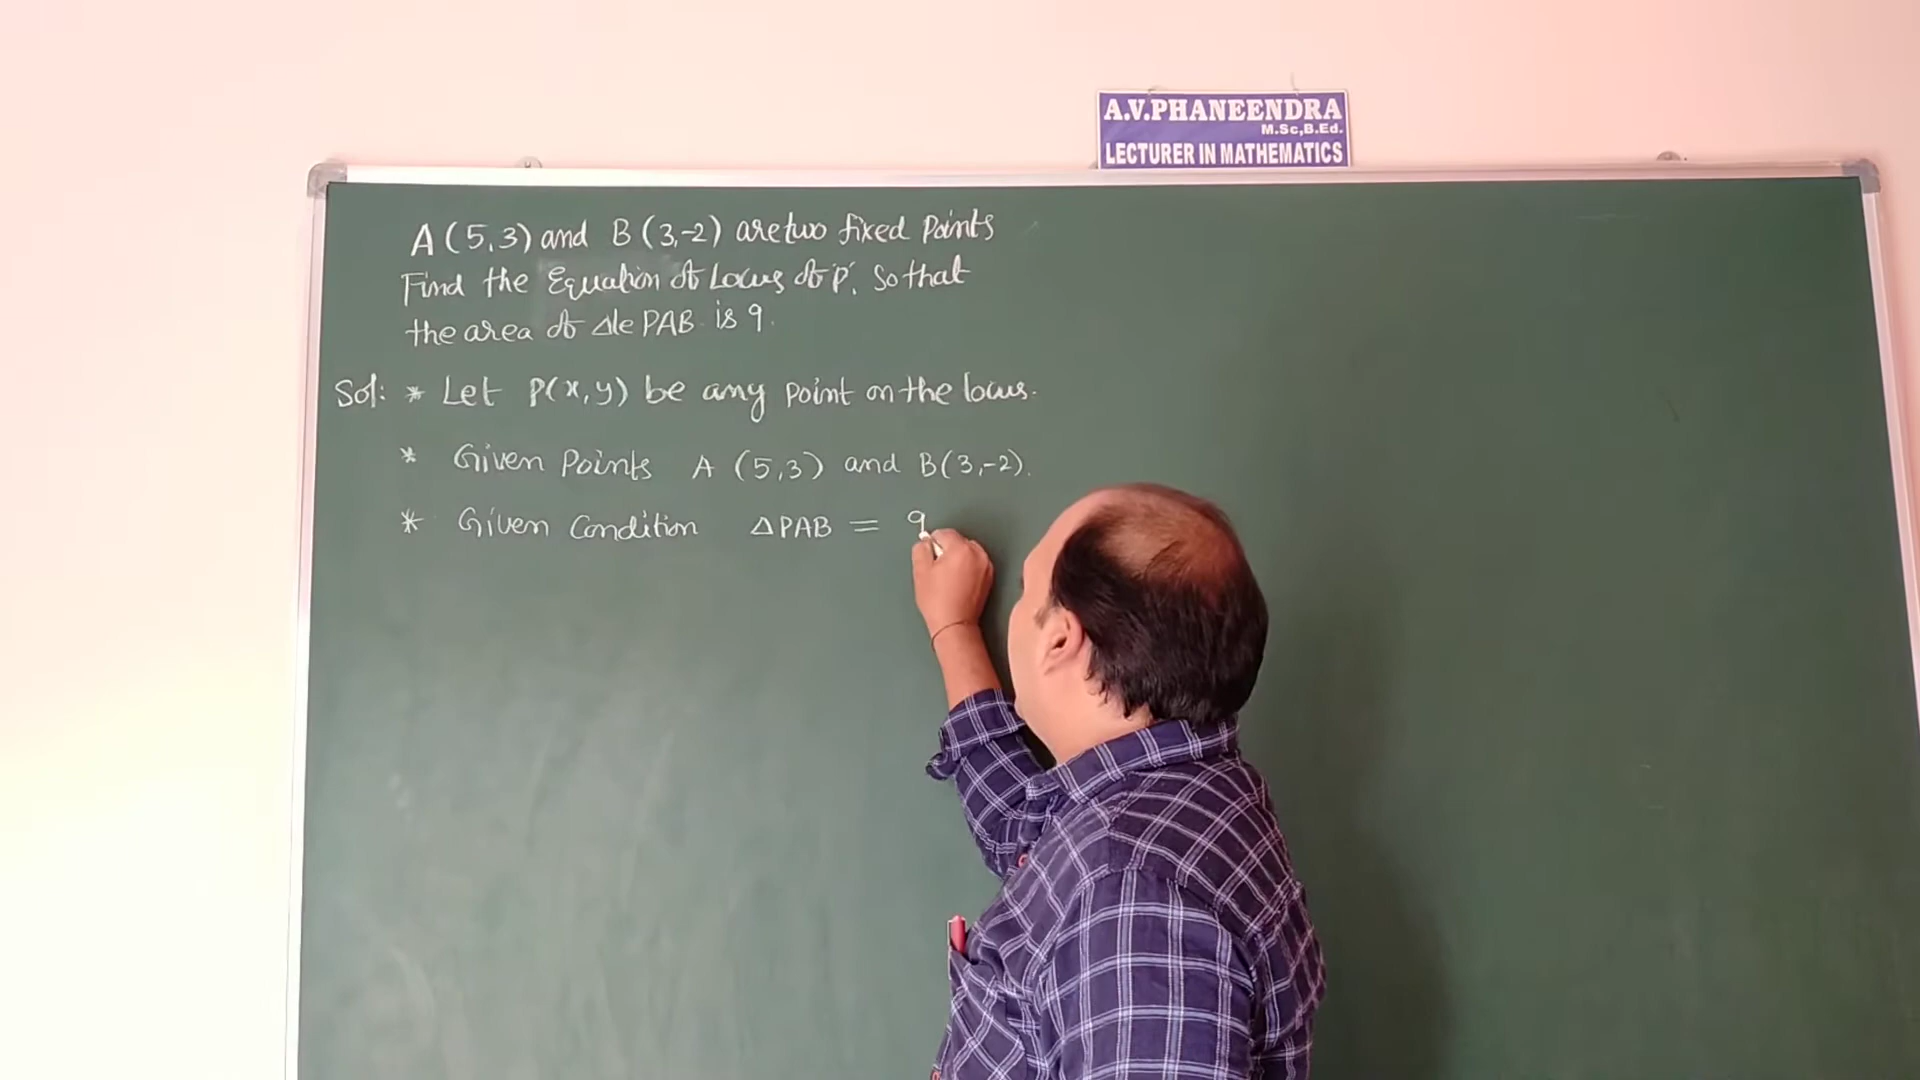 A.V.PHANEENDRA
M.Sc,B.Ed.
LECTURER IN MATHEMATICS
A (5,3) and B (3,-2) are two fixed Points
Find the Equation of Locus of 'P'. So that
the area of Δle PAB is 9.
Sol: * Let P(x,y) be any point on the locus.
* Given Points A (5,3) and B(3,-2).
* Given Condition ΔPAB = 9